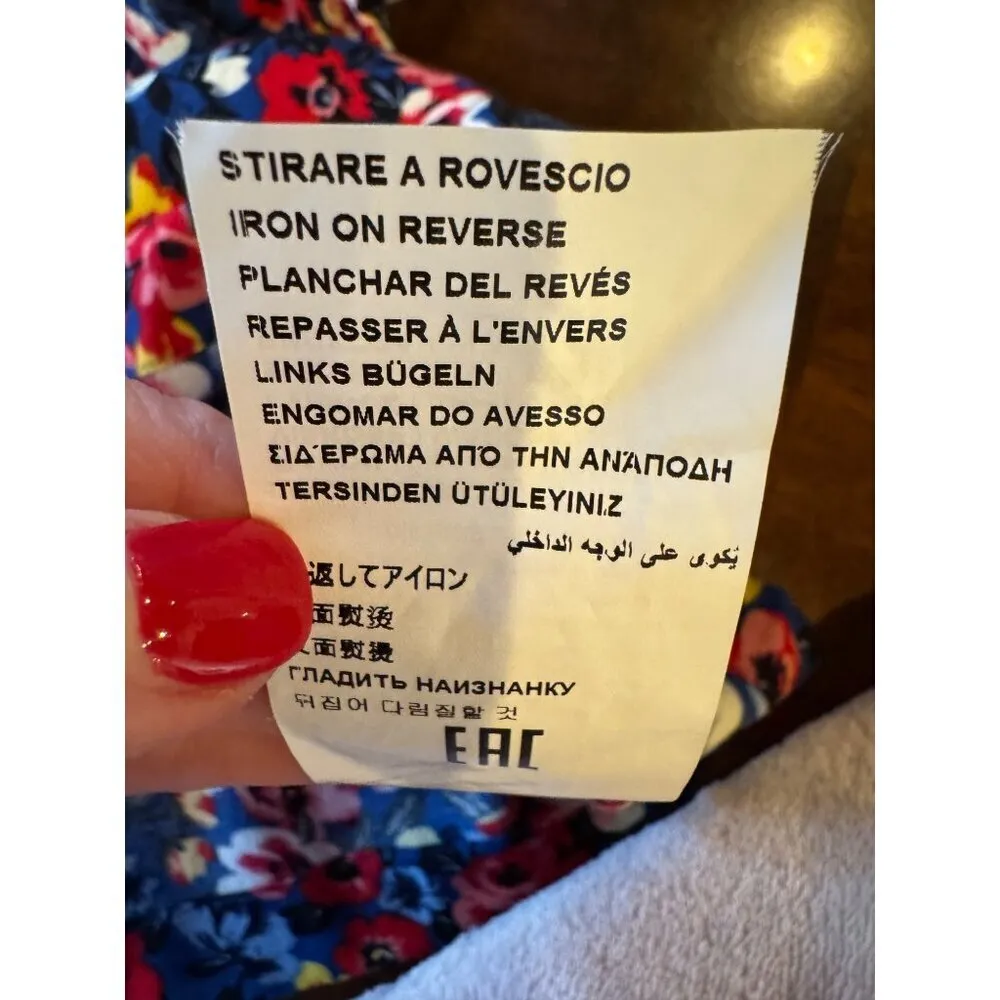 STIRARE A ROVESCIO
IRON ON REVERSE
PLANCHAR DEL REVÉS
REPASSER À L'ENVERS
LINKS BÜGELN
ENGOMAR DO AVESSO
ΣΙΔΈΡΩΜΑ ΑΠΌ ΤΗΝ ΑΝΆΠΟΔΗ
TERSINDEN ÜTÜLEYINIZ
يُكوى على الوجه الداخلي
返してアイロン
面熨烫
面熨燙
ГЛАДИТЬ НАИЗНАНКУ
뒤집어 다림질할 것
EAC